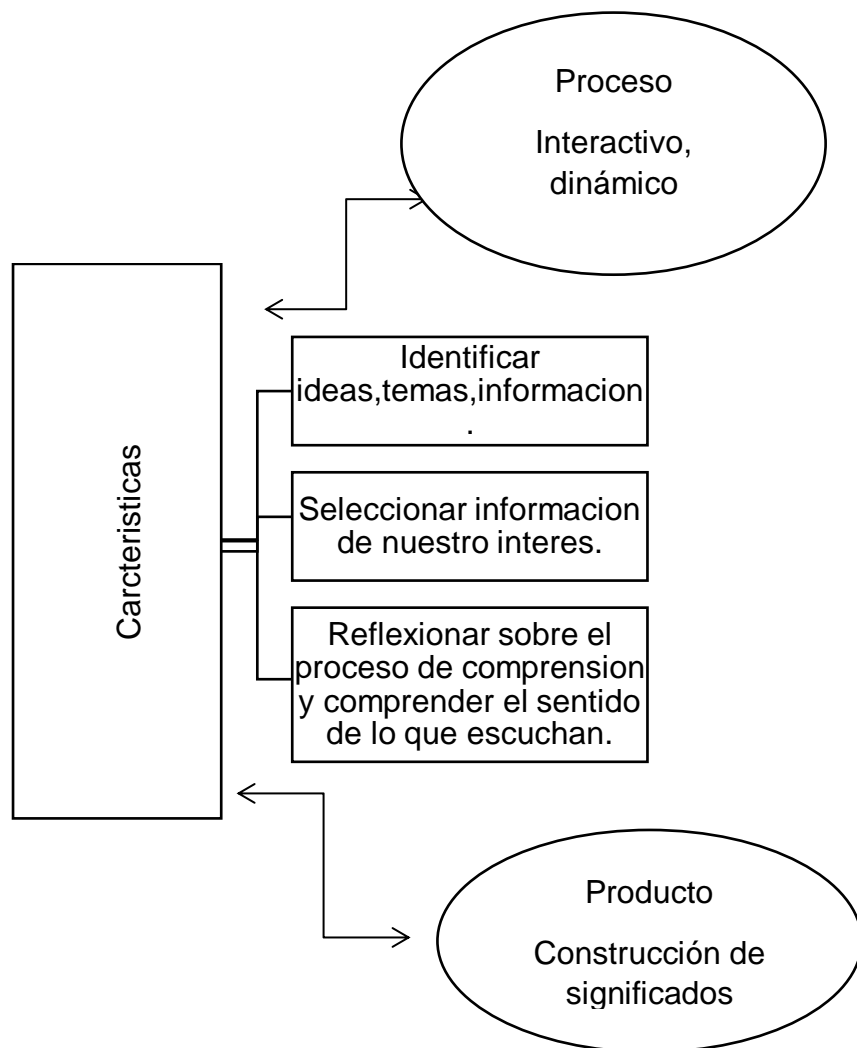 Proceso
Interactivo,
dinámico
Carcteristicas
Identificar
ideas,temas,informacion
.
Seleccionar informacion
de nuestro interes.
Reflexionar sobre el
proceso de comprension
y comprender el sentido
de lo que escuchan.
Producto
Construcción de
significados